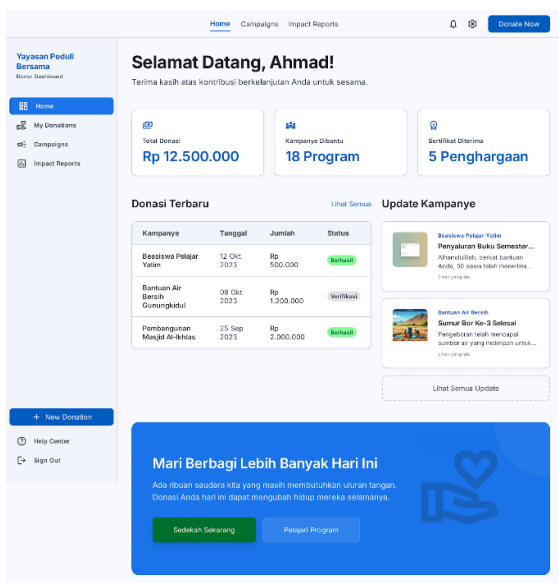 Home Campaigns Impact Reports
Donate Now
Yayasan Peduli
Bersama
Donor Dashboard
Home
My Donations
Campaigns
Impact Reports
+ New Donation
Help Center
Sign Out
Selamat Datang, Ahmad!
Terima kasih atas kontribusi berkelanjutan Anda untuk sesama.
Total Donasi
Rp 12.500.000
Kampanye Dibantu
18 Program
Sertifikat Diterima
5 Penghargaan
Donasi Terbaru
Lihat Semua
Kampanye Tanggal Jumlah Status
Beasiswa Pelajar
Yatim
12 Okt
2023
Rp
500.000
Berhasil
Bantuan Air
Bersih
Gunungkidul
08 Okt
2023
Rp
1.200.000
Verifikasi
Pembangunan
Masjid Al-Ikhlas
25 Sep
2023
Rp
2.000.000
Berhasil
Update Kampanye
Beasiswa Pelajar Yatim
Penyaluran Buku Semester...
Alhamdulillah, berkat bantuan
Anda, 50 siswa telah menerima...
2 hari yang lalu
Bantuan Air Bersih
Sumur Bor Ke-3 Selesai
Pengeboran telah mencapai
sumber air yang melimpah untuk...
yang lalu
Lihat Semua Update
Mari Berbagi Lebih Banyak Hari Ini
Ada ribuan saudara kita yang masih membutuhkan uluran tangan.
Donasi Anda hari ini dapat mengubah hidup mereka selamanya.
Sedekah Sekarang
Pelajari Program